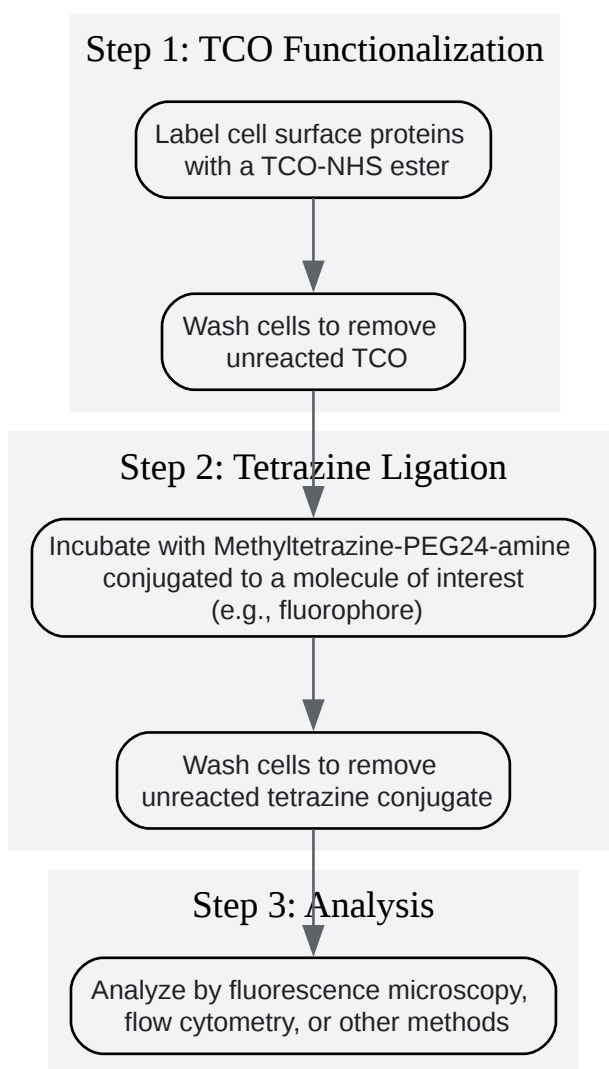 Step 1: TCO Functionalization
Label cell surface proteins
with a TCO-NHS ester
Wash cells to remove
unreacted TCO
Step 2: Tetrazine Ligation
Incubate with Methyltetrazine-PEG24-amine
conjugated to a molecule of interest
(e.g., fluorophore)
Wash cells to remove
unreacted tetrazine conjugate
Step 3: Analysis
Analyze by fluorescence microscopy,
flow cytometry, or other methods